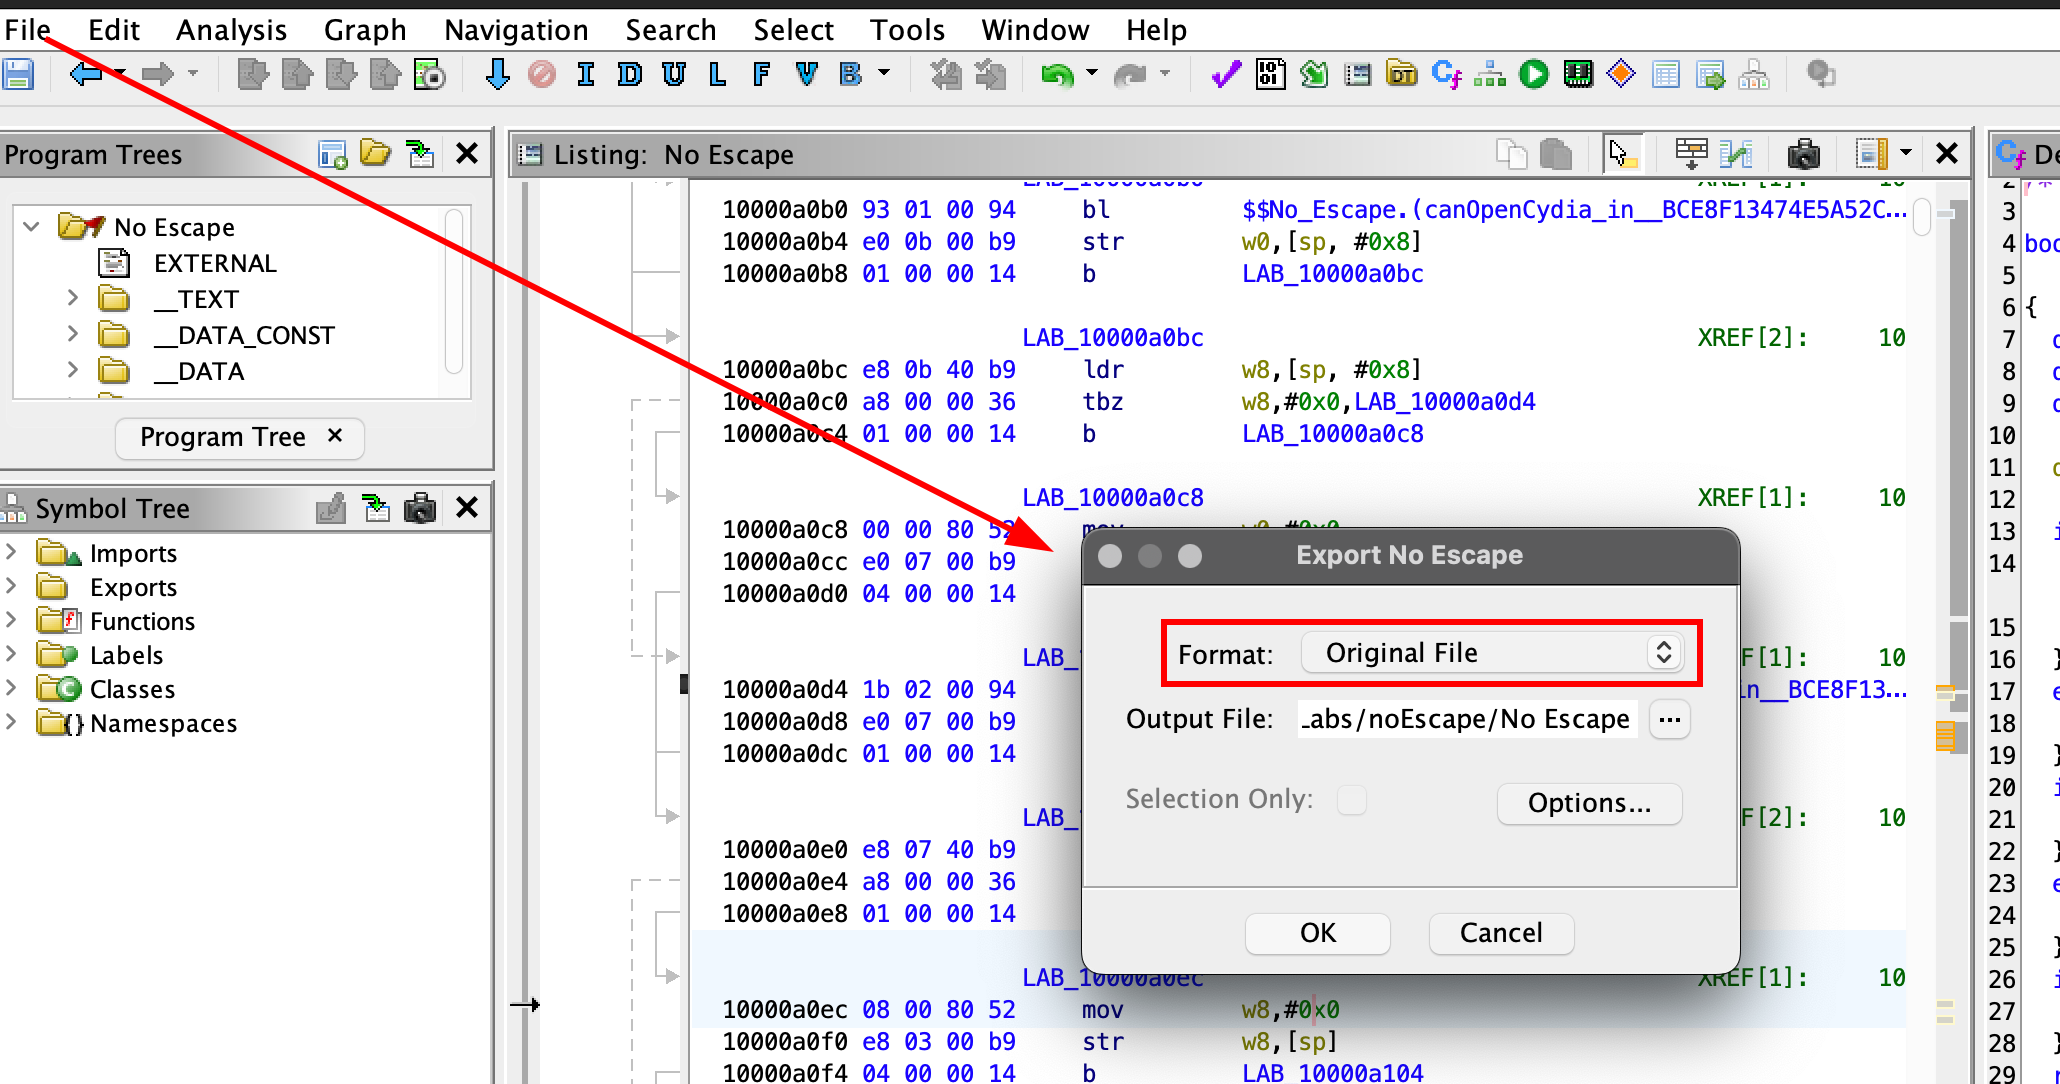 File Edit Analysis Graph Navigation Search Select Tools Window Help
I D U L F V B
Program Trees
No Escape
EXTERNAL
__TEXT
__DATA_CONST
__DATA
Program Tree ×
Symbol Tree
Imports
Exports
Functions
Labels
Classes
Namespaces
Listing: No Escape
10000a0b0 93 01 00 94 bl $$No_Escape.(canOpenCydia_in__BCE8F13474E5A52C...
10000a0b4 e0 0b 00 b9 str w0,[sp, #0x8]
10000a0b8 01 00 00 14 b LAB_10000a0bc
LAB_10000a0bc XREF[2]: 10
10000a0bc e8 0b 40 b9 ldr w8,[sp, #0x8]
10000a0c0 a8 00 00 36 tbz w8,#0x0,LAB_10000a0d4
10000a0c4 01 00 00 14 b LAB_10000a0c8
LAB_10000a0c8 XREF[1]: 10
10000a0c8 00 00 80 52 mov w0,#0x0
10000a0cc e0 07 00 b9
10000a0d0 04 00 00 14
LAB_ F[1]: 10
10000a0d4 1b 02 00 94 in__BCE8F13...
10000a0d8 e0 07 00 b9
10000a0dc 01 00 00 14
LAB_ F[2]: 10
10000a0e0 e8 07 40 b9
10000a0e4 a8 00 00 36
10000a0e8 01 00 00 14
LAB_10000a0ec XREF[1]: 10
10000a0ec 08 00 80 52 mov w8,#0x0
10000a0f0 e8 03 00 b9 str w8,[sp]
10000a0f4 04 00 00 14 b LAB_10000a104
Export No Escape
Format: Original File
Output File: Labs/noEscape/No Escape ...
Selection Only:
Options...
OK Cancel
De
2 /*
3
4 boo
5
6 {
7
8
9
10
11
12
13 i
14
15
16 }
17 e
18
19 }
20 i
21
22 }
23 e
24
25 }
26 i
27
28 }
29 r